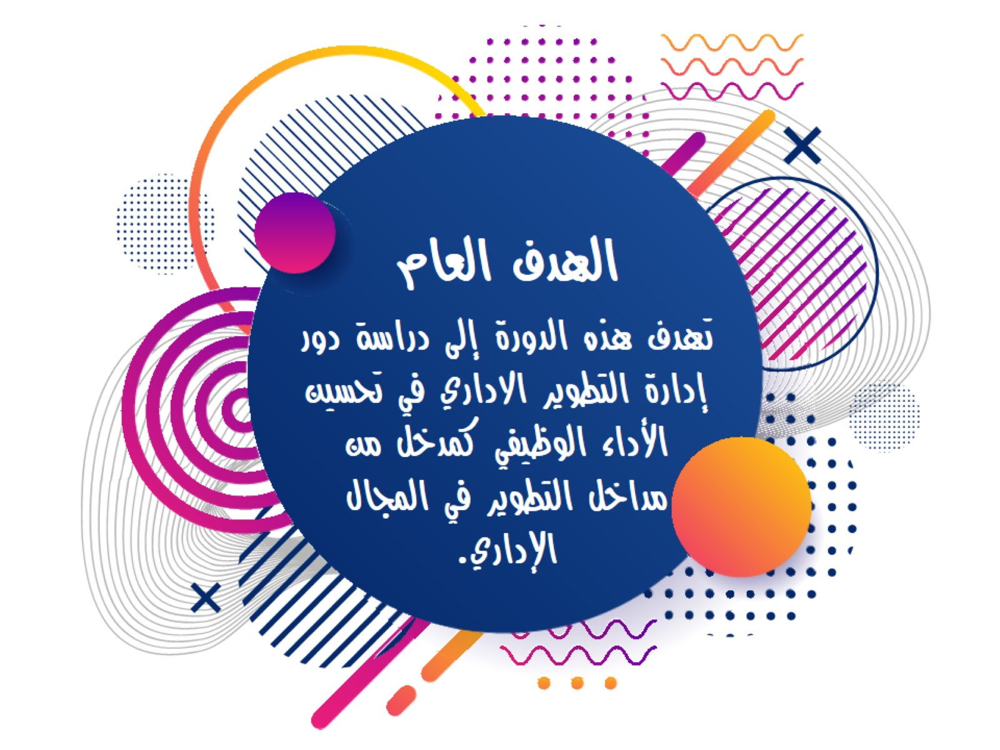 الهدف العام
تهدف هذه الدورة إلى دراسة دور
إدارة التطوير الاداري في تحسين
الأداء الوظيفي كمدخل من
مداخل التطوير في المجال
الإداري.